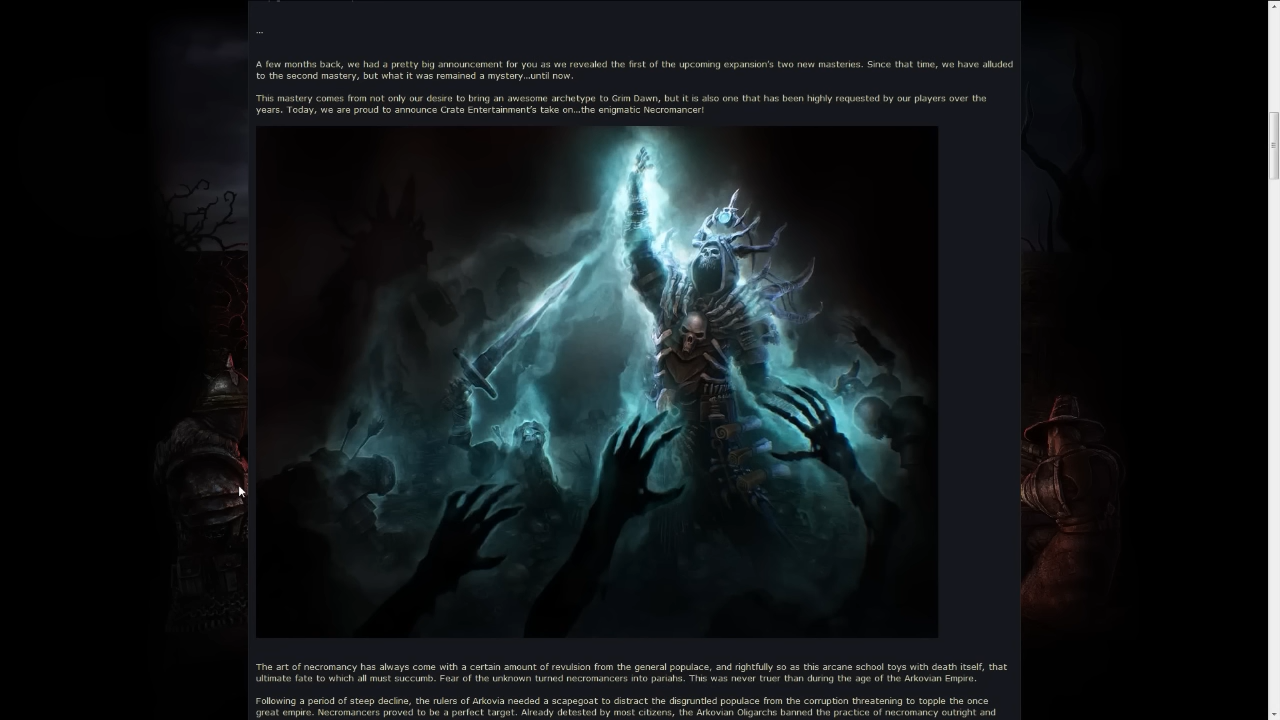 ...
A few months back, we had a pretty big announcement for you as we revealed the first of the upcoming expansion's two new masteries. Since that time, we have alluded
to the second mastery, but what it was remained a mystery...until now.
This mastery comes from not only our desire to bring an awesome archetype to Grim Dawn, but it is also one that has been highly requested by our players over the
years. Today, we are proud to announce Crate Entertainment's take on...the enigmatic Necromancer!
The art of necromancy has always come with a certain amount of revulsion from the general populace, and rightfully so as this arcane school toys with death itself, that
ultimate fate to which all must succumb. Fear of the unknown turned necromancers into pariahs. This was never truer than during the age of the Arkovian Empire.
Following a period of steep decline, the rulers of Arkovia needed a scapegoat to distract the disgruntled populace from the corruption threatening to topple the once
great empire. Necromancers proved to be a perfect target. Already detested by most citizens, the Arkovian Oligarchs banned the practice of necromancy outright and